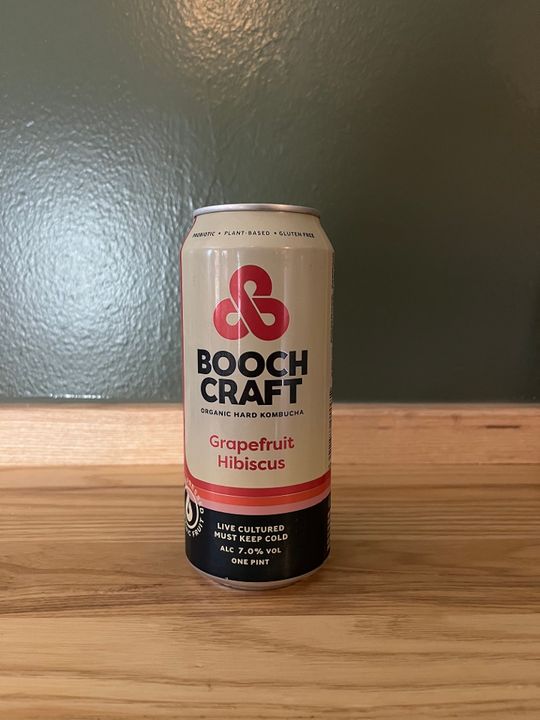 PROBIOTIC • PLANT-BASED • GLUTEN FREE
BOOCH
CRAFT
ORGANIC HARD KOMBUCHA
Grapefruit
Hibiscus
LIVE CULTURED
MUST KEEP COLD
ALC 7.0% VOL
ONE PINT
FRUIT